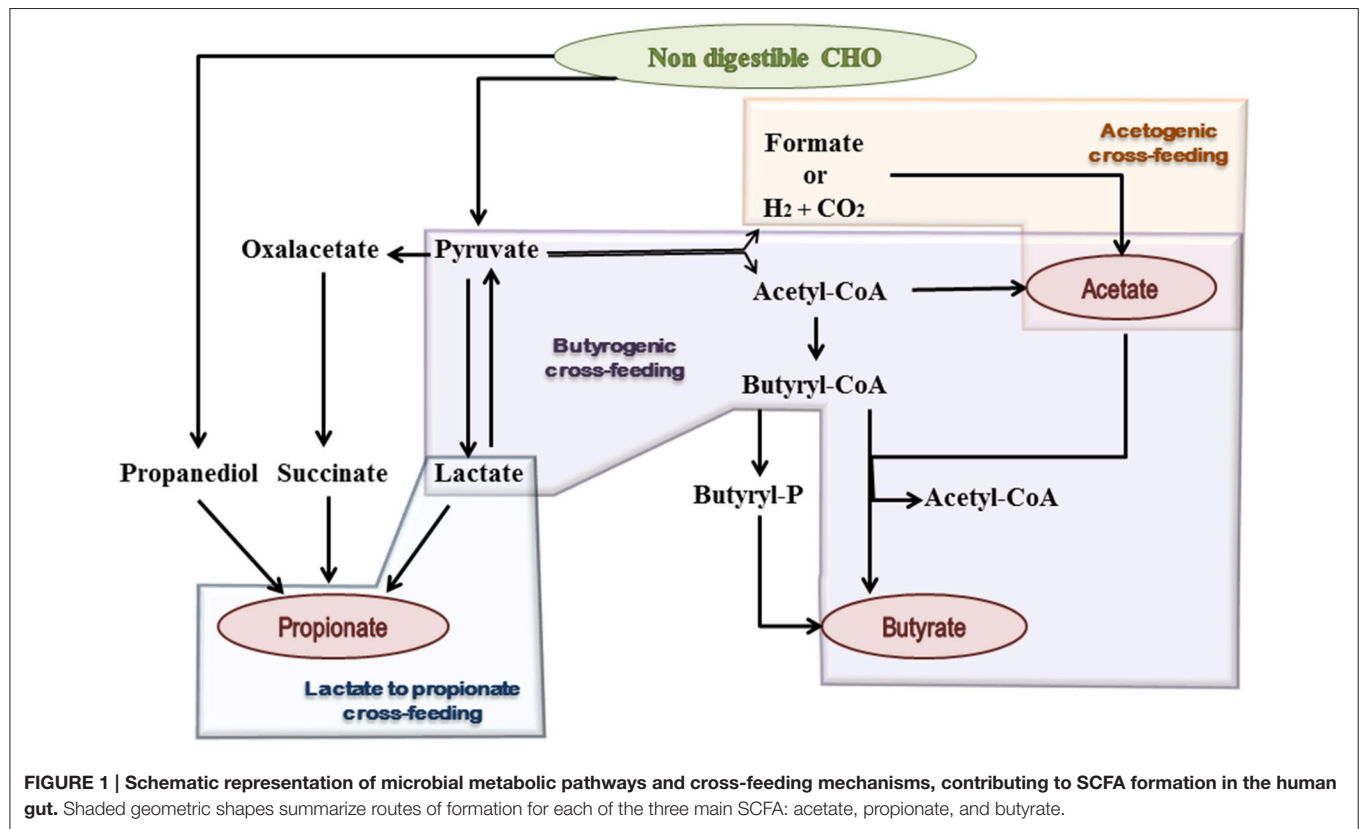 Non digestible CHO
Acetogenic
cross-feeding
Formate
or
H2 + CO2
Oxalacetate
Pyruvate
Acetyl-CoA
Acetate
Butyrogenic
cross-feeding
Butyryl-CoA
Propanediol
Succinate
Lactate
Butyryl-P
Acetyl-CoA
Propionate
Butyrate
Lactate to propionate
cross-feeding
FIGURE 1 | Schematic representation of microbial metabolic pathways and cross-feeding mechanisms, contributing to SCFA formation in the human
gut. Shaded geometric shapes summarize routes of formation for each of the three main SCFA: acetate, propionate, and butyrate.